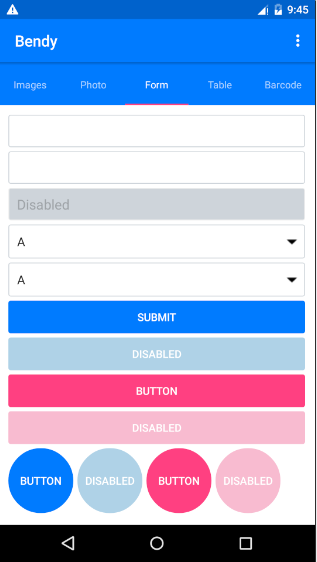 9:45
Bendy
Images Photo Form Table Barcode
Disabled
A
A
SUBMIT
DISABLED
BUTTON
DISABLED
BUTTON DISABLED BUTTON DISABLED